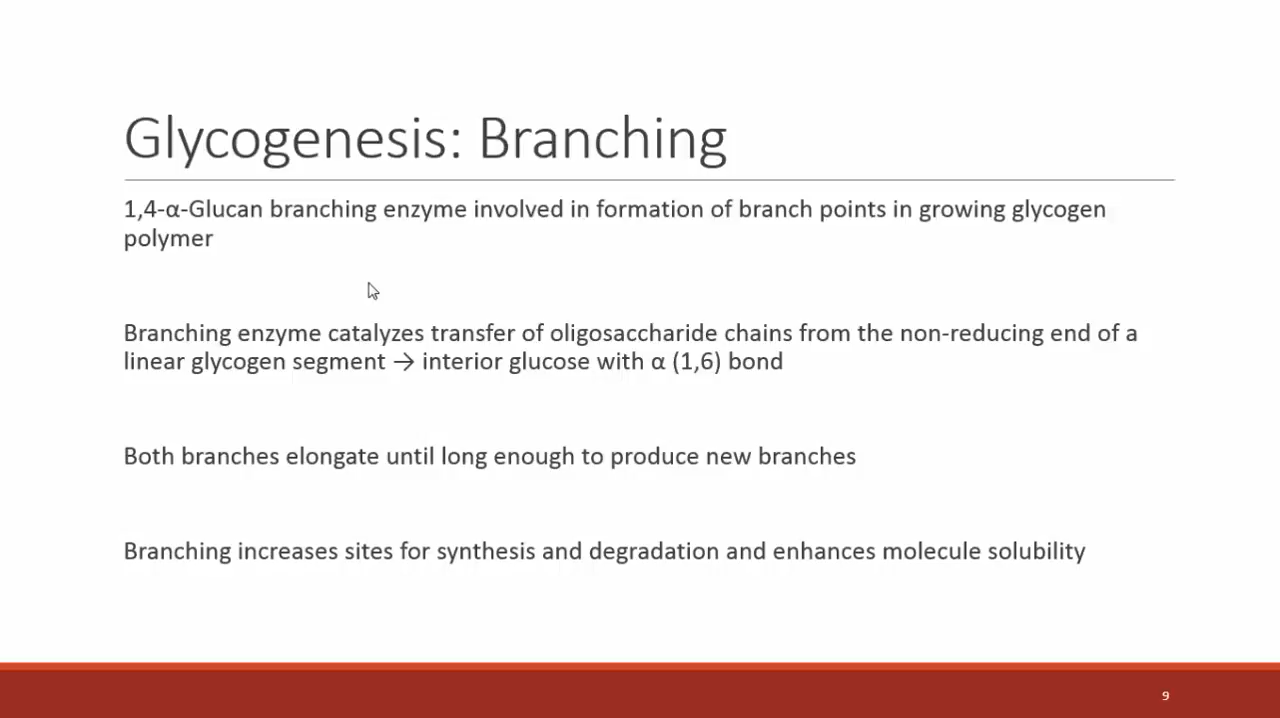 Glycogenesis: Branching
1,4-α-Glucan branching enzyme involved in formation of branch points in growing glycogen
polymer
Branching enzyme catalyzes transfer of oligosaccharide chains from the non-reducing end of a
linear glycogen segment → interior glucose with α (1,6) bond
Both branches elongate until long enough to produce new branches
Branching increases sites for synthesis and degradation and enhances molecule solubility
9